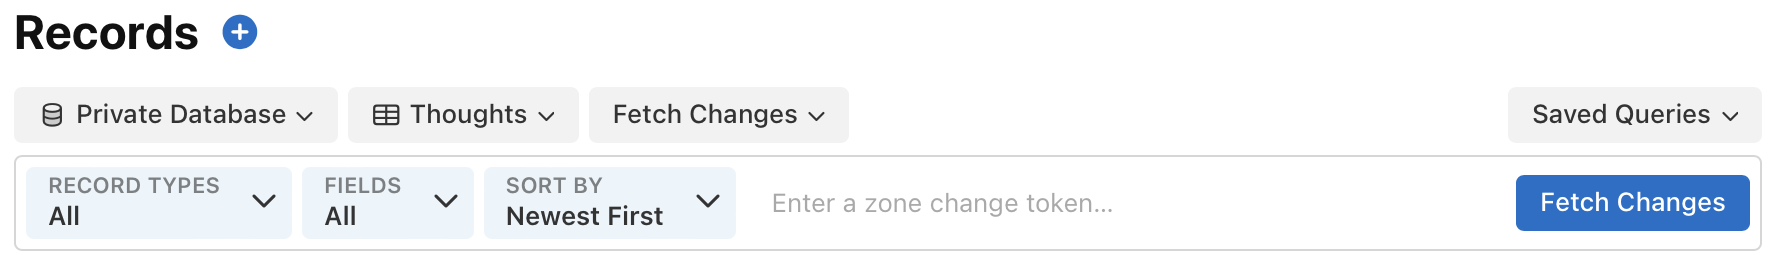 Records
Private Database Thoughts Fetch Changes Saved Queries
RECORD TYPES FIELDS SORT BY
All All Newest First Enter a zone change token... Fetch Changes